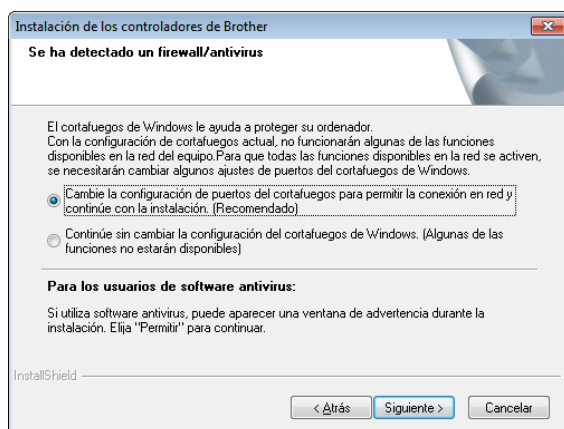 Instalación de los controladores de Brother
Se ha detectado un firewall/antivirus
El cortafuegos de Windows le ayuda a proteger su ordenador.
Con la configuración de cortafuegos actual, no funcionarán algunas de las funciones
disponibles en la red del equipo.Para que todas las funciones disponibles en la red se activen,
se necesitarán cambiar algunos ajustes de puertos del cortafuegos de Windows.
Cambie la configuración de puertos del cortafuegos para permitir la conexión en red y
continúe con la instalación. (Recomendado)
Continúe sin cambiar la configuración del cortafuegos de Windows. (Algunas de las
funciones no estarán disponibles)
Para los usuarios de software antivirus:
Si utiliza software antivirus, puede aparecer una ventana de advertencia durante la
instalación. Elija "Permitir" para continuar.
InstallShield
< Atrás Siguiente > Cancelar